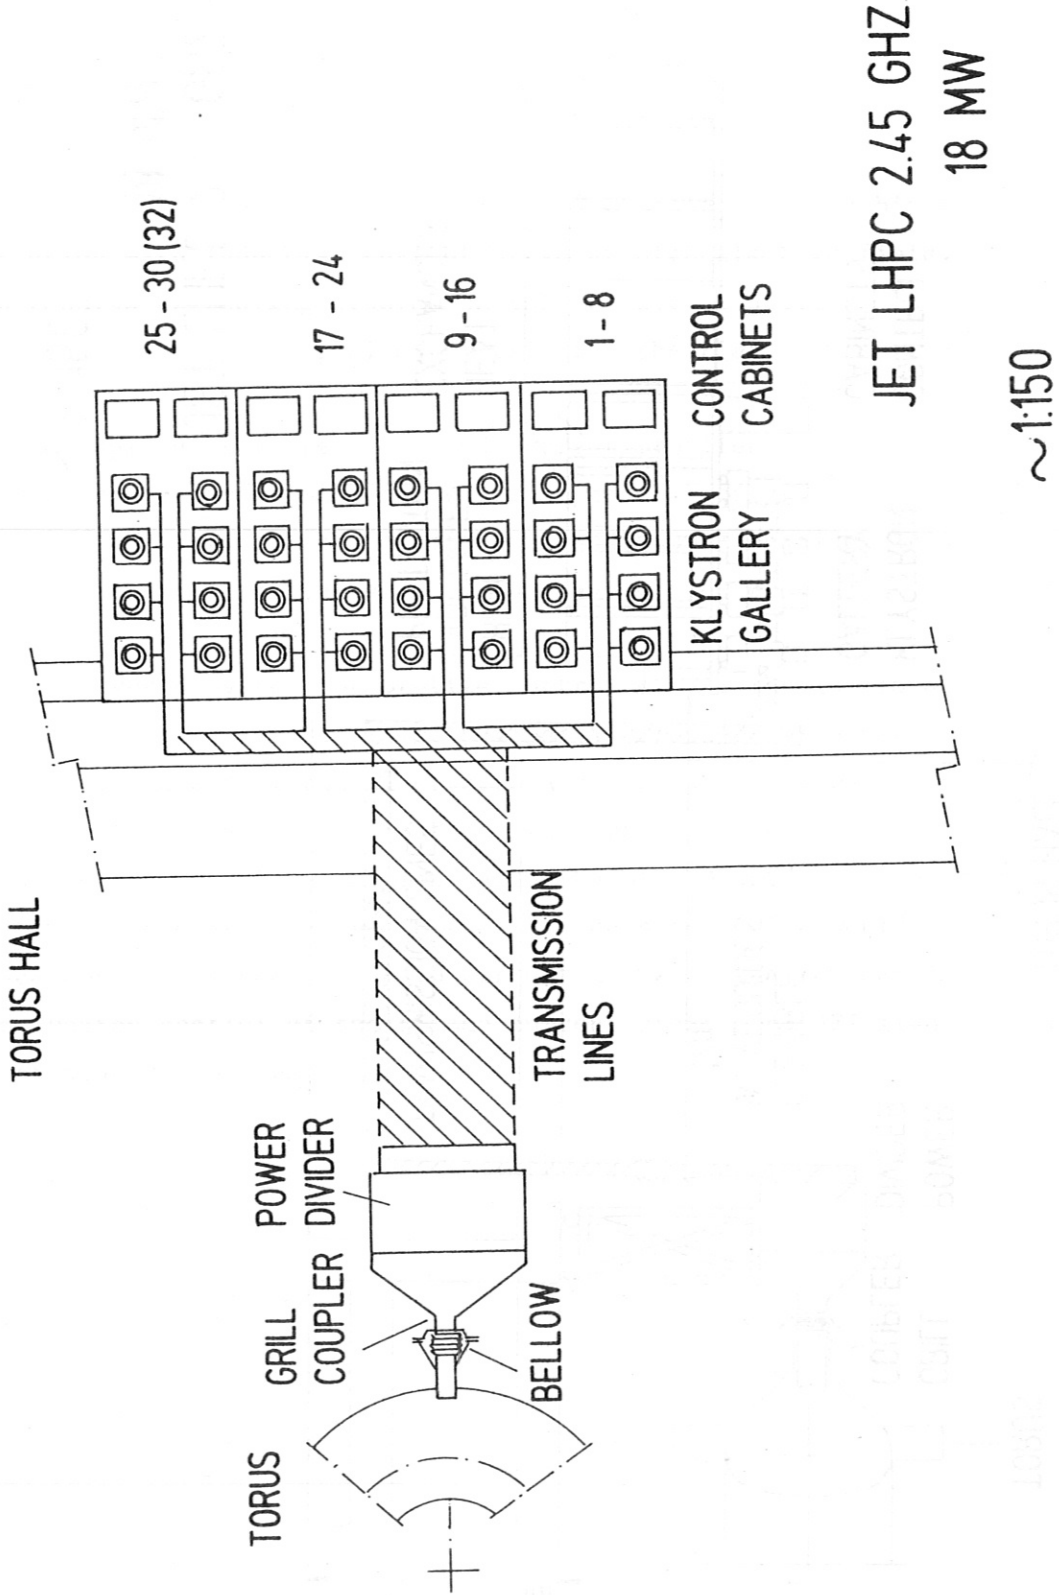 TORUS HALL
TORUS
GRILL
COUPLER
POWER
DIVIDER
BELLOW
TRANSMISSION
LINES
KLYSTRON
GALLERY
CONTROL
CABINETS
25 - 30 (32)
17 - 24
9 - 16
1 - 8
JET LHPC 2.45 GHZ
18 MW
~1:150